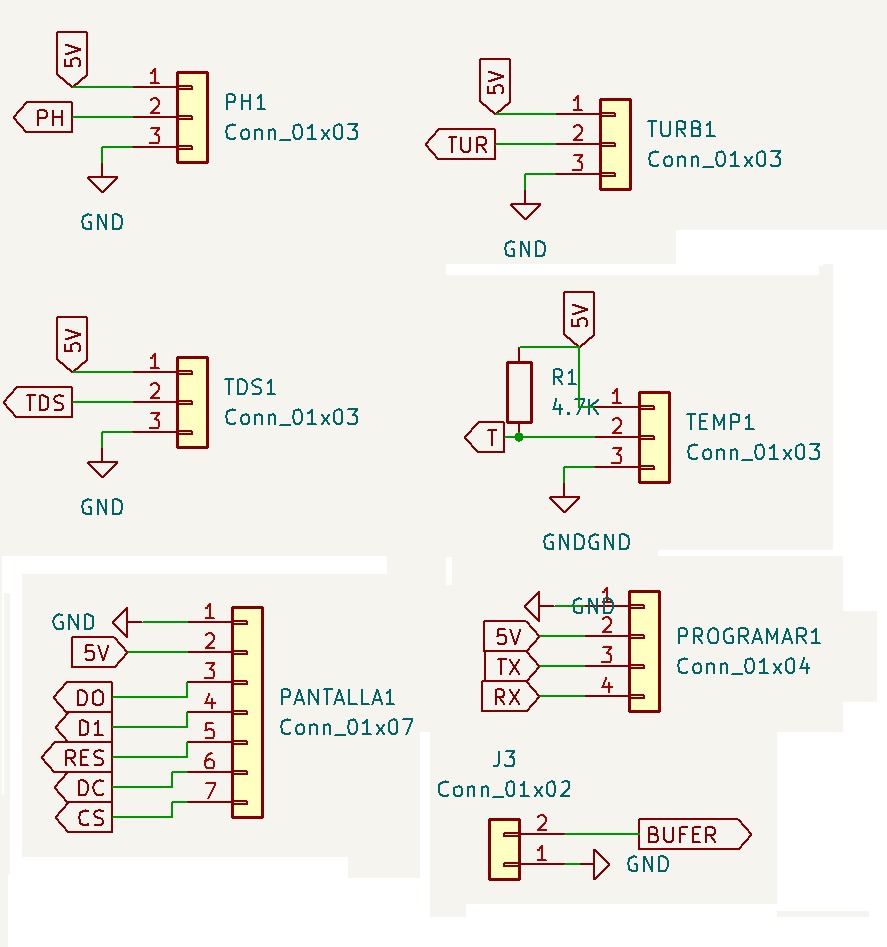 5V
1
PH
2
3
PH1
Conn_01x03
GND
5V
1
TUR
2
3
TURB1
Conn_01x03
GND
5V
1
TDS
2
3
TDS1
Conn_01x03
GND
5V
R1
4.7K
1
T
2
3
TEMP1
Conn_01x03
GNDGND
GND
1
5V
2
3
DO
4
D1
5
RES
6
DC
7
CS
PANTALLA1
Conn_01x07
GND
1
5V
2
TX
3
RX
4
PROGRAMAR1
Conn_01x04
J3
Conn_01x02
2
BUFER
1
GND